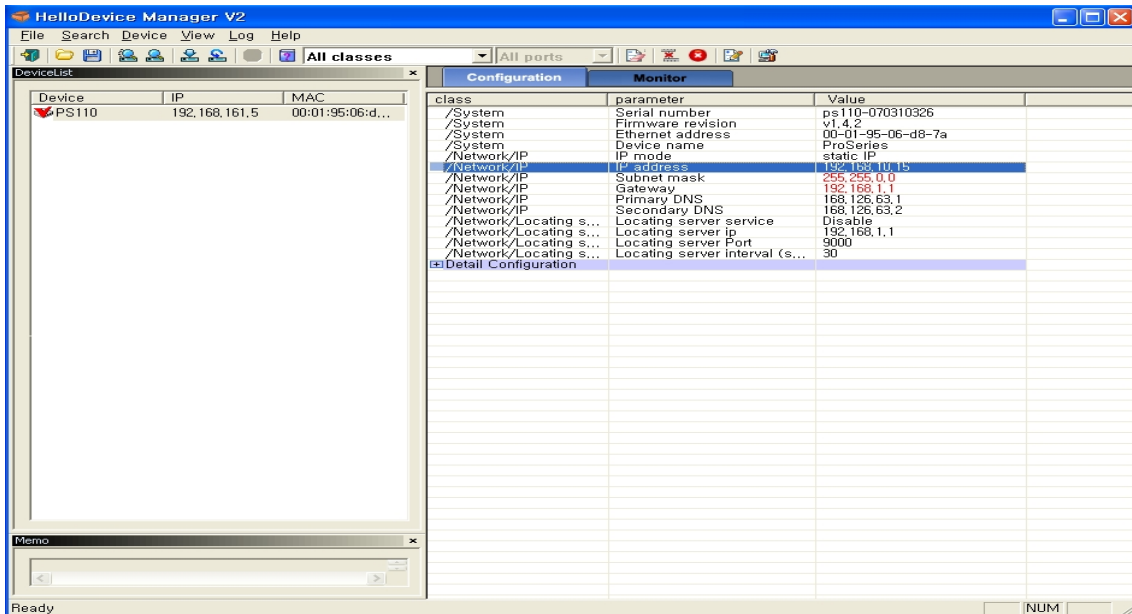 HelloDevice Manager V2
File Search Device View Log Help
All classes All ports
DeviceList
Device IP MAC
PS110 192,168,161,5 00:01:95:06:d...
Memo
Configuration Monitor
class parameter Value
/System Serial number ps110-070310326
/System Firmware revision v1,4,2
/System Ethernet address 00-01-95-06-d8-7a
/System Device name ProSeries
/Network/IP IP mode static IP
/Network/IP IP address 192,168,10,15
/Network/IP Subnet mask 255,255,0,0
/Network/IP Gateway 192,168,1,1
/Network/IP Primary DNS 168,126,63,1
/Network/IP Secondary DNS 168,126,63,2
/Network/Locating s... Locating server service Disable
/Network/Locating s... Locating server ip 192,168,1,1
/Network/Locating s... Locating server Port 9000
/Network/Locating s... Locating server interval (s... 30
Detail Configuration
Ready NUM